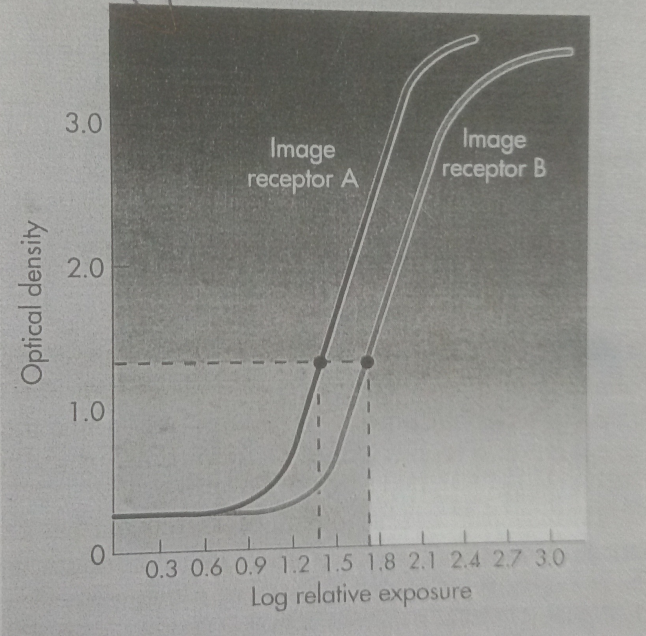 3.0
Image
receptor A
Image
receptor B
Optical density
2.0
1.0
0
0.3 0.6 0.9 1.2 1.5 1.8 2.1 2.4 2.7 3.0
Log relative exposure